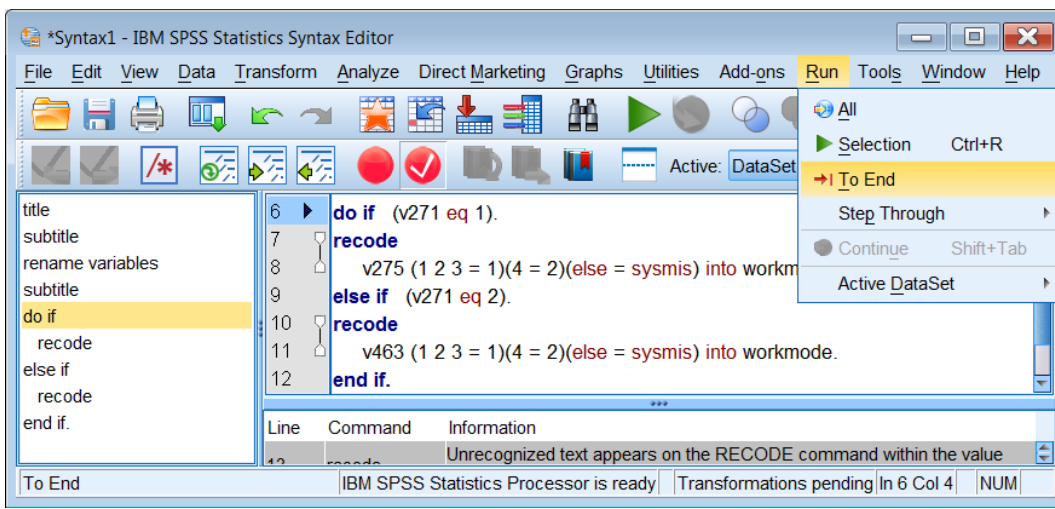 *Syntax1 - IBM SPSS Statistics Syntax Editor
File Edit View Data Transform Analyze Direct Marketing Graphs Utilities Add-ons Run Tools Window Help
Active: DataSet
All
Selection Ctrl+R
To End
Step Through
Continue Shift+Tab
Active DataSet
title
subtitle
rename variables
subtitle
do if
recode
else if
recode
end if.
6 do if (v271 eq 1).
7 recode
8 v275 (1 2 3 = 1)(4 = 2)(else = sysmis) into workm
9 else if (v271 eq 2).
10 recode
11 v463 (1 2 3 = 1)(4 = 2)(else = sysmis) into workmode.
12 end if.
Line Command Information
Unrecognized text appears on the RECODE command within the value
To End IBM SPSS Statistics Processor is ready Transformations pending In 6 Col 4 NUM